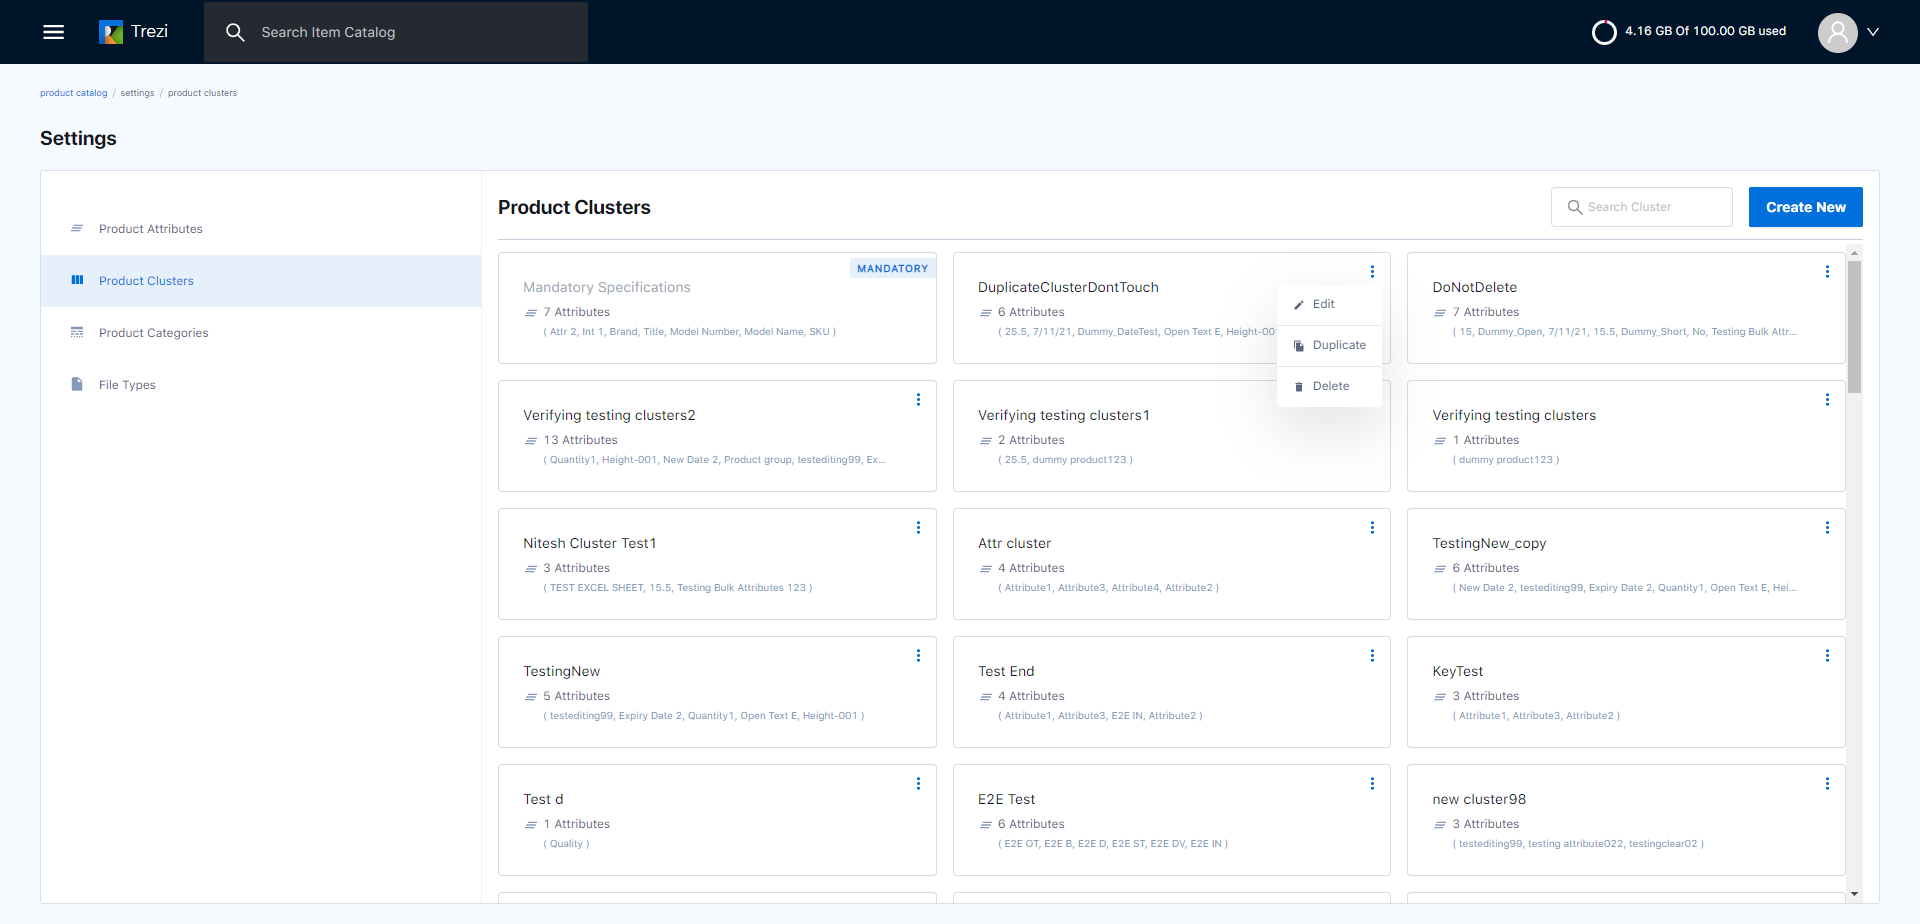 Trezi
Search Item Catalog
4.16 GB Of 100.00 GB used
product catalog / settings / product clusters
Settings
Product Attributes
Product Clusters
Product Categories
File Types
Product Clusters
Search Cluster
Create New
MANDATORY
Mandatory Specifications
7 Attributes
( Attr 2, Int 1, Brand, Title, Model Number, Model Name, SKU )
DuplicateClusterDontTouch
6 Attributes
( 25.5, 7/11/21, Dummy_DateTest, Open Text E, Height-00
Edit
Duplicate
Delete
DoNotDelete
7 Attributes
( 15, Dummy_Open, 7/11/21, 15.5, Dummy_Short, No, Testing Bulk Attr...
Verifying testing clusters2
13 Attributes
( Quantity1, Height-001, New Date 2, Product group, testediting99, Ex...
Verifying testing clusters1
2 Attributes
( 25.5, dummy product123 )
Verifying testing clusters
1 Attributes
( dummy product123 )
Nitesh Cluster Test1
3 Attributes
( TEST EXCEL SHEET, 15.5, Testing Bulk Attributes 123 )
Attr cluster
4 Attributes
( Attribute1, Attribute3, Attribute4, Attribute2 )
TestingNew_copy
6 Attributes
( New Date 2, testediting99, Expiry Date 2, Quantity1, Open Text E, Hei...
TestingNew
5 Attributes
( testediting99, Expiry Date 2, Quantity1, Open Text E, Height-001 )
Test End
4 Attributes
( Attribute1, Attribute3, E2E IN, Attribute2 )
KeyTest
3 Attributes
( Attribute1, Attribute3, Attribute2 )
Test d
1 Attributes
( Quality )
E2E Test
6 Attributes
( E2E OT, E2E B, E2E D, E2E ST, E2E DV, E2E IN )
new cluster98
3 Attributes
( testediting99, testing attribute022, testingclear02 )